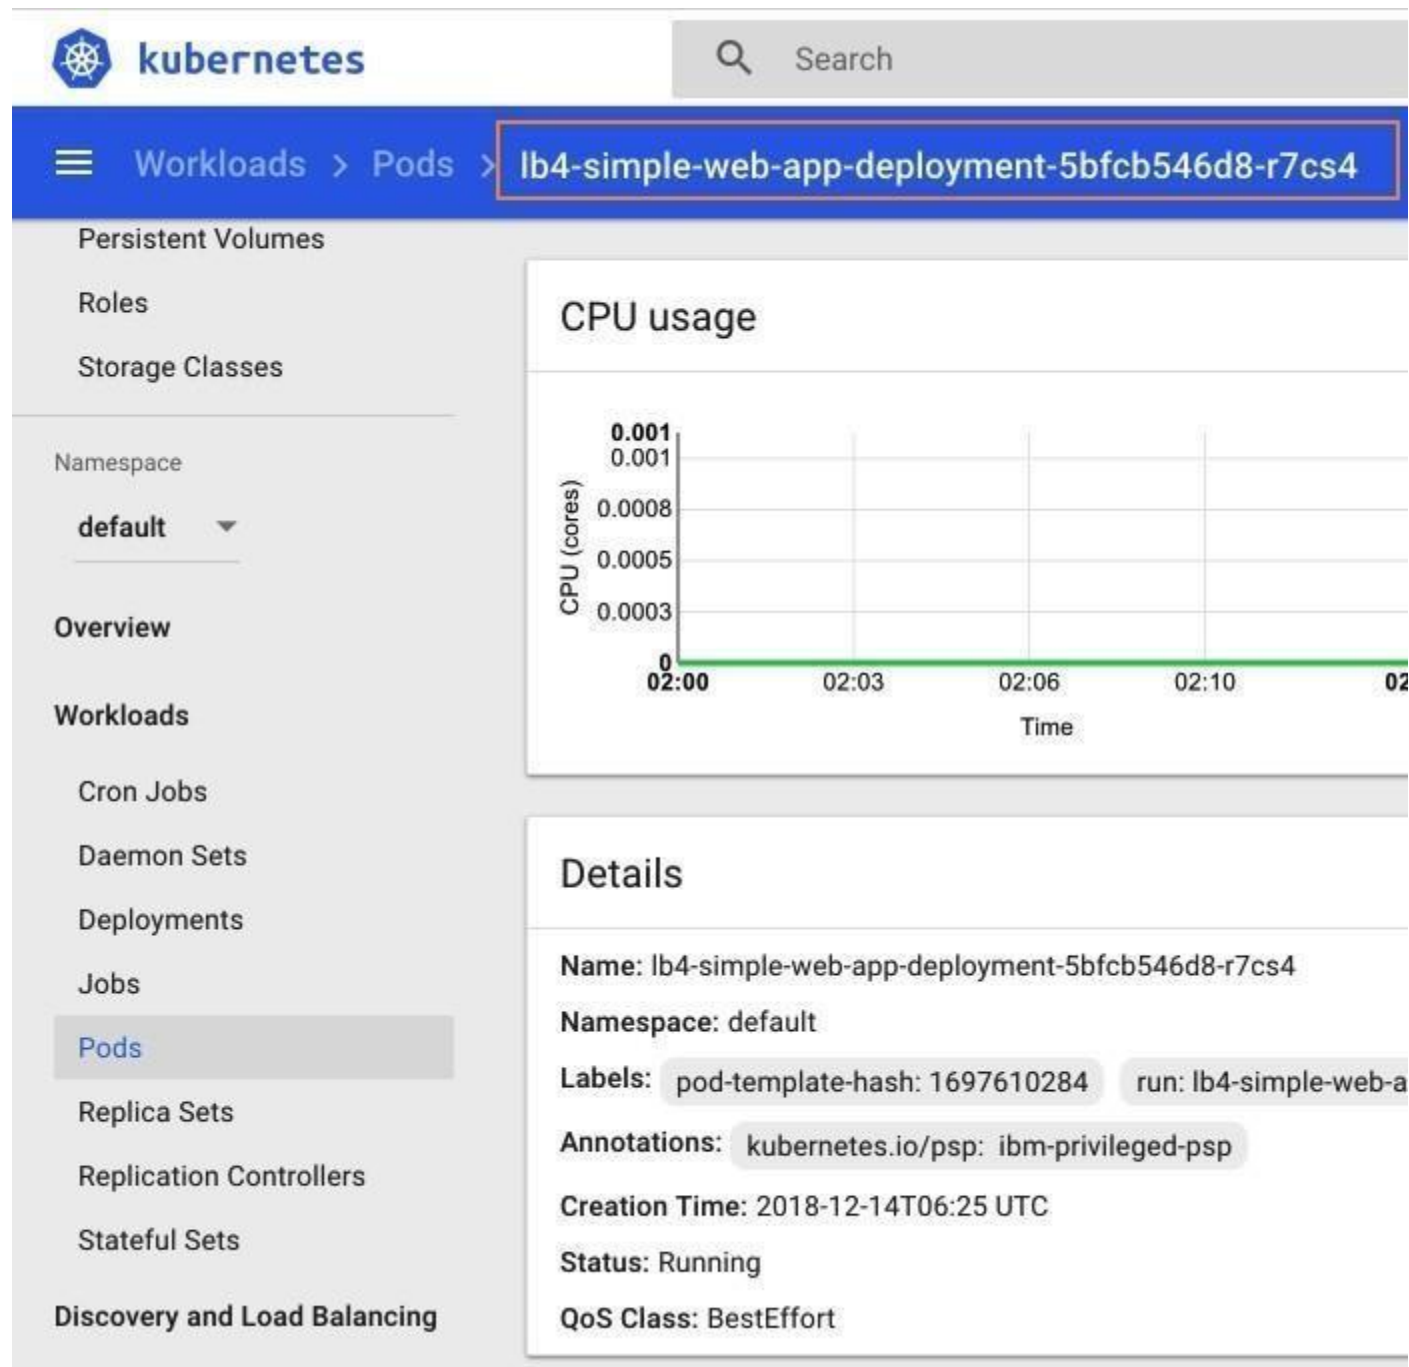 kubernetes
Search
Workloads > Pods > lb4-simple-web-app-deployment-5bfcb546d8-r7cs4
Persistent Volumes
Roles
Storage Classes
Namespace
default
Overview
Workloads
Cron Jobs
Daemon Sets
Deployments
Jobs
Pods
Replica Sets
Replication Controllers
Stateful Sets
Discovery and Load Balancing
CPU usage
CPU (cores)
0.001
0.001
0.0008
0.0005
0.0003
0
02:00 02:03 02:06 02:10 02
Time
Details
Name: lb4-simple-web-app-deployment-5bfcb546d8-r7cs4
Namespace: default
Labels: pod-template-hash: 1697610284 run: lb4-simple-web-a
Annotations: kubernetes.io/psp: ibm-privileged-psp
Creation Time: 2018-12-14T06:25 UTC
Status: Running
QoS Class: BestEffort